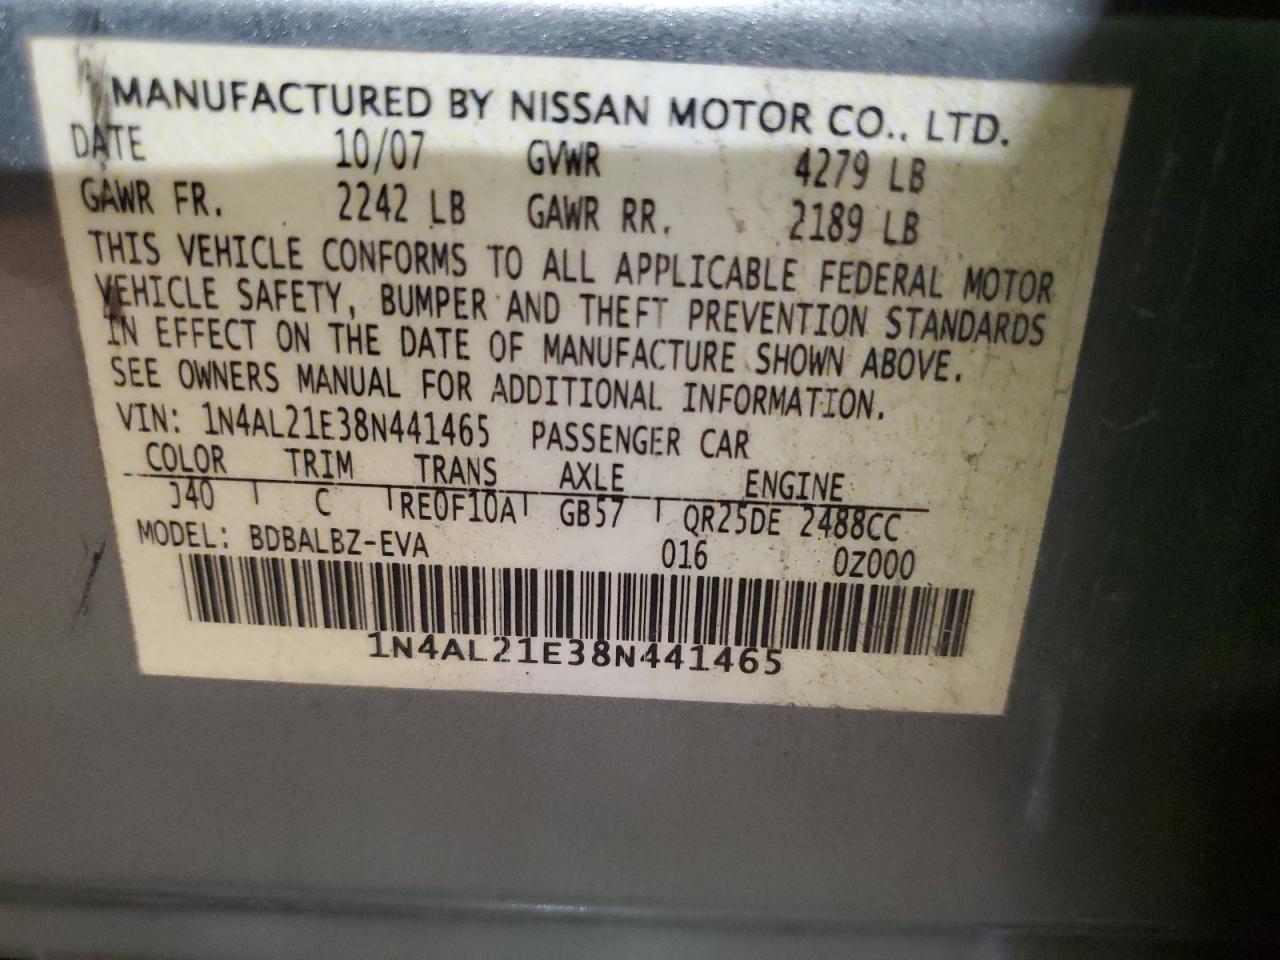 MANUFACTURED BY NISSAN MOTOR CO., LTD.
DATE 10/07 GVWR 4279 LB
GAWR FR. 2242 LB GAWR RR. 2189 LB
THIS VEHICLE CONFORMS TO ALL APPLICABLE FEDERAL MOTOR
VEHICLE SAFETY, BUMPER AND THEFT PREVENTION STANDARDS
IN EFFECT ON THE DATE OF MANUFACTURE SHOWN ABOVE.
SEE OWNERS MANUAL FOR ADDITIONAL INFORMATION.
VIN: 1N4AL21E38N441465 PASSENGER CAR
COLOR TRIM TRANS AXLE ENGINE
J40 C RE0F10A GB57 QR25DE 2488CC
MODEL: BDBALBZ-EVA 016 0Z000
1N4AL21E38N441465